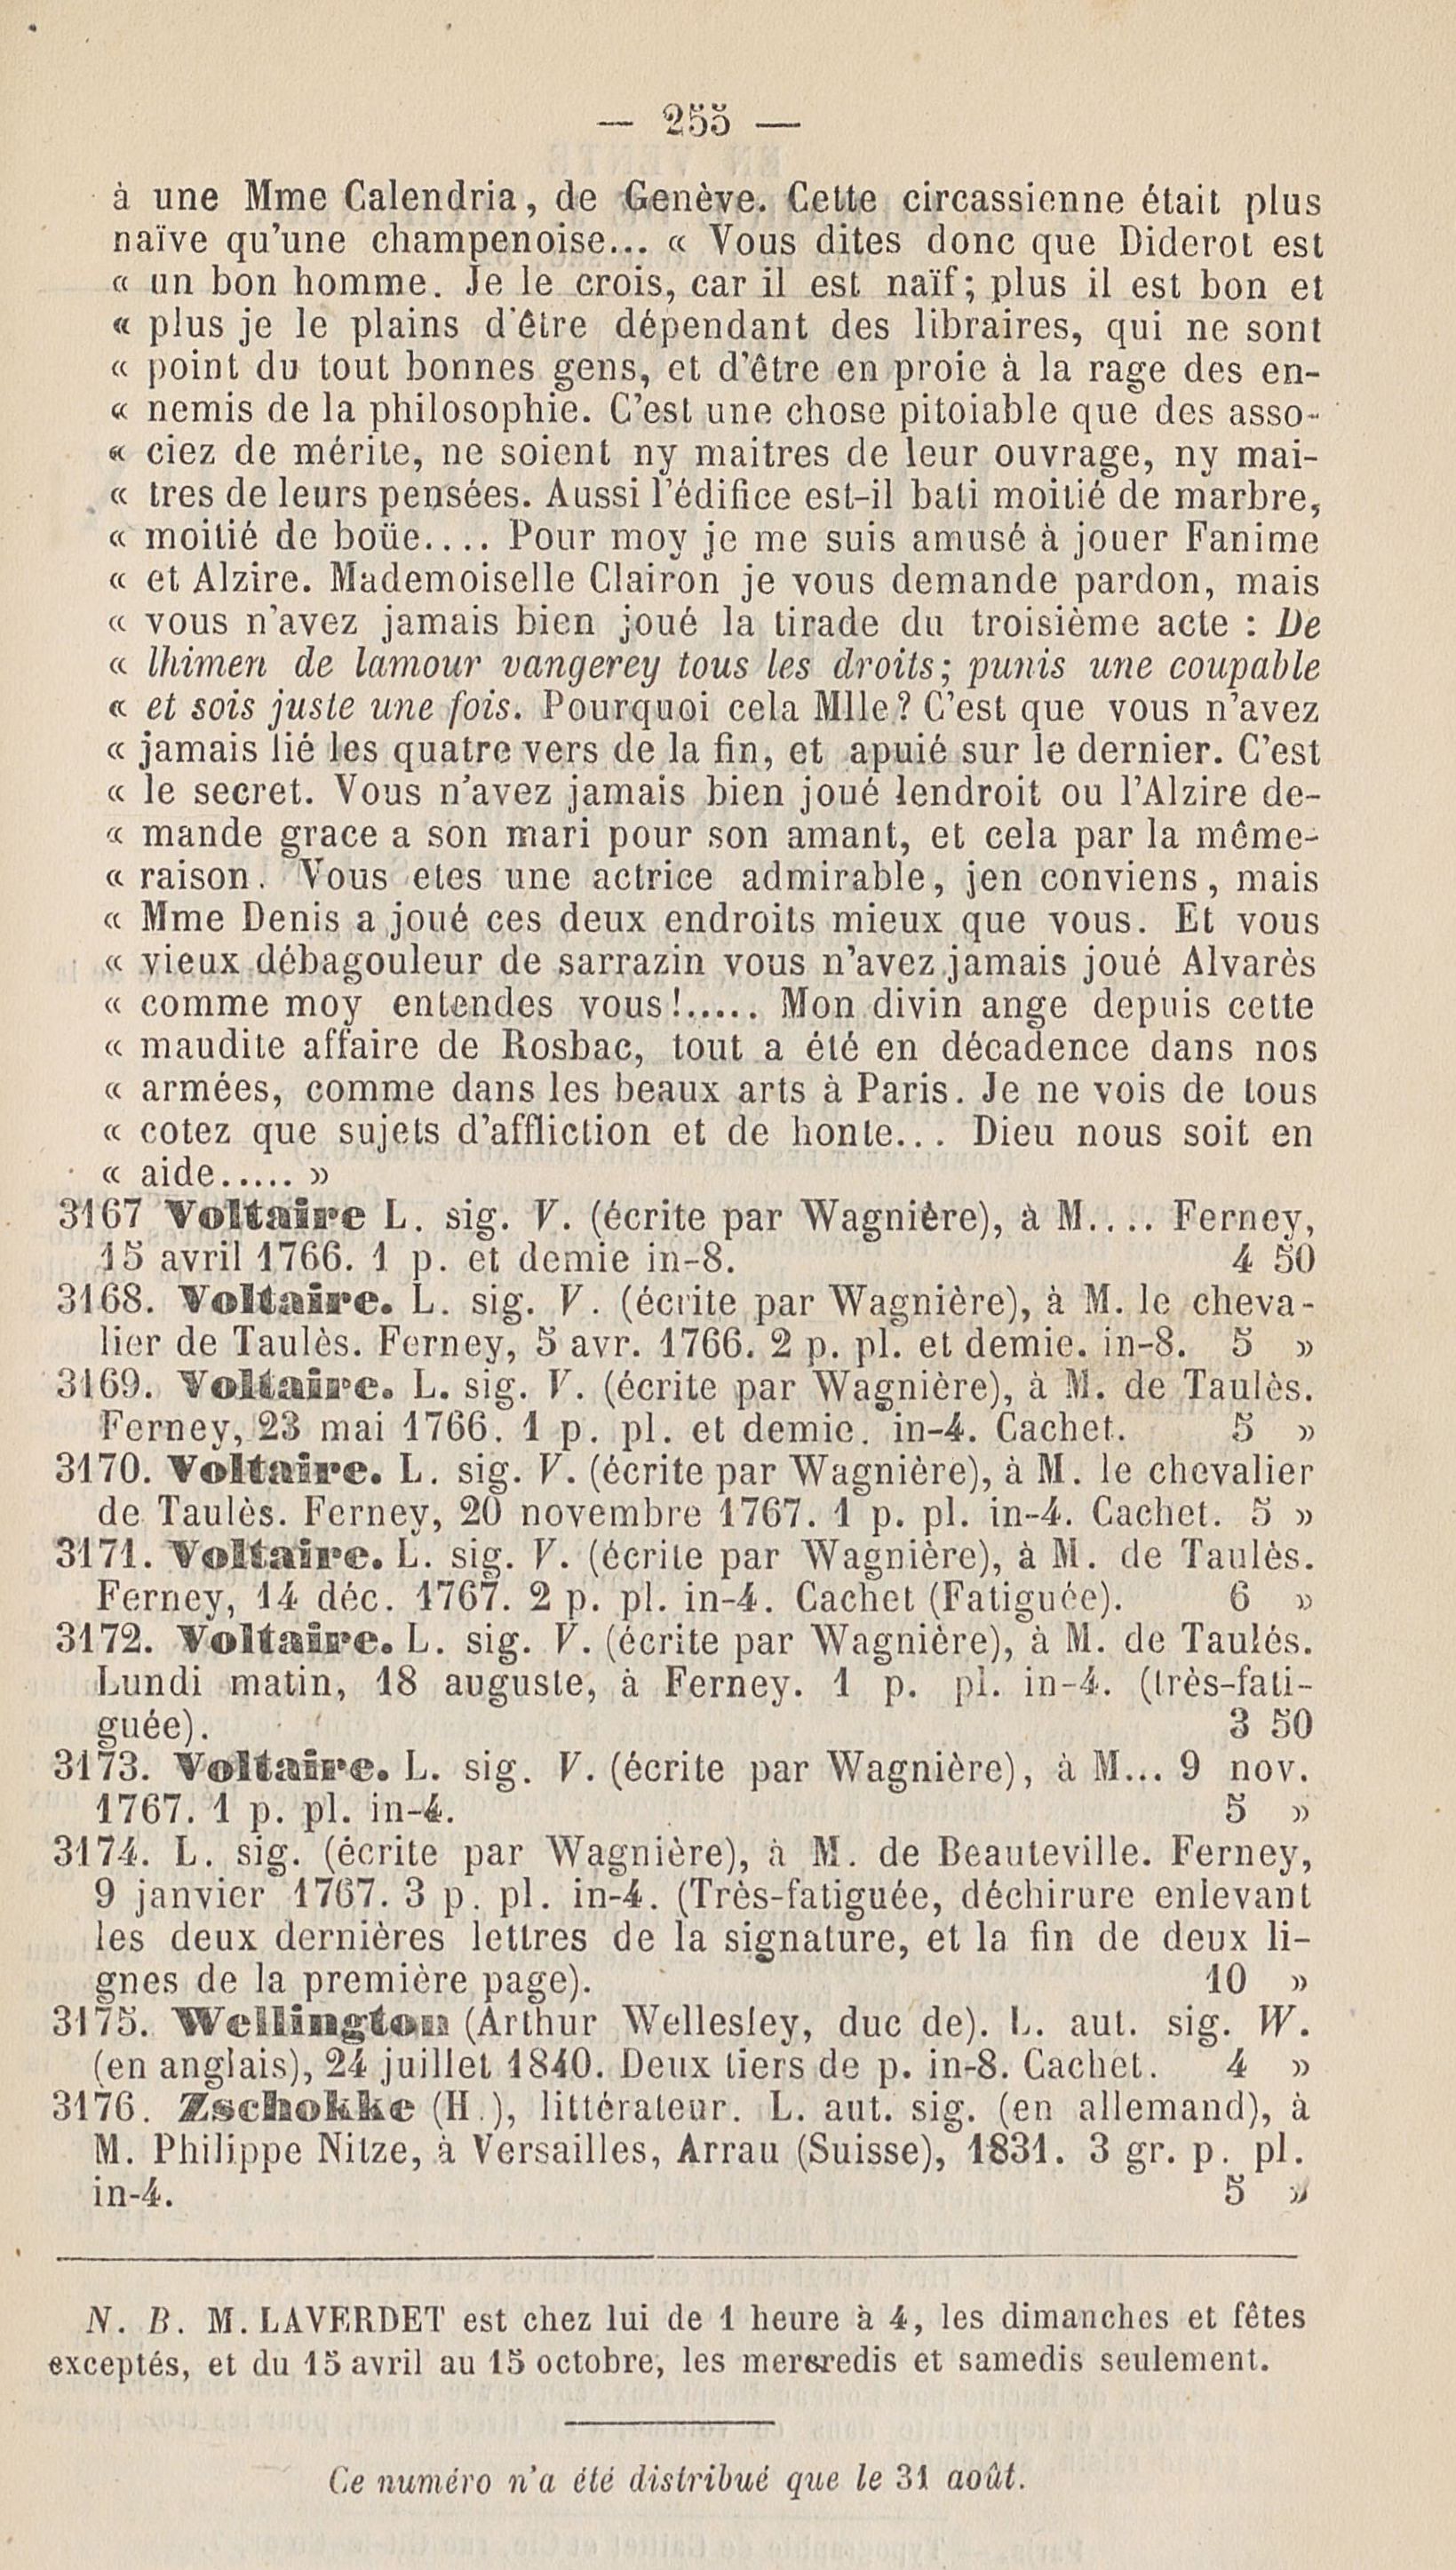 — 255 —
à une Mme Calendria, de Genève. Cette circassienne était plus
naïve qu'une champenoise... « Vous dites donc que Diderot est
« un bon homme. Je le crois, car il est naïf; plus il est bon et
« plus je le plains d'être dépendant des libraires, qui ne sont
« point du tout bonnes gens, et d'être en proie à la rage des en-
« nemis de la philosophie. C'est une chose pitoiable que des asso-
« ciez de mérite, ne soient ny maitres de leur ouvrage, ny mai-
« tres de leurs pensées. Aussi l'édifice est-il bati moitié de marbre,
« moitié de boüe.... Pour moy je me suis amusé à jouer Fanime
« et Alzire. Mademoiselle Clairon je vous demande pardon, mais
« vous n'avez jamais bien joué la tirade du troisième acte : De
« lhimen de lamour vangerey tous les droits; punis une coupable
« et sois juste une fois. Pourquoi cela Mlle? C'est que vous n'avez
« jamais lié les quatre vers de la fin, et apuié sur le dernier. C'est
« le secret. Vous n'avez jamais bien joué lendroit ou l'Alzire de-
« mande grace a son mari pour son amant, et cela par la même-
« raison. Vous etes une actrice admirable, jen conviens, mais
« Mme Denis a joué ces deux endroits mieux que vous. Et vous
« vieux débagouleur de sarrazin vous n'avez jamais joué Alvarès
« comme moy entendes vous!..... Mon divin ange depuis cette
« maudite affaire de Rosbac, tout a été en décadence dans nos
« armées, comme dans les beaux arts à Paris. Je ne vois de tous
« cotez que sujets d'affliction et de honte... Dieu nous soit en
« aide..... »
3167 Voltaire L. sig. V. (écrite par Wagnière), à M.... Ferney,
15 avril 1766. 1 p. et demie in-8. 4 50
3168. Voltaire. L. sig. V. (écrite par Wagnière), à M. le cheva-
lier de Taulès. Ferney, 5 avr. 1766. 2 p. pl. et demie. in-8. 5 »
3169. Voltaire. L. sig. V. (écrite par Wagnière), à M. de Taulès.
Ferney, 23 mai 1766. 1 p. pl. et demie. in-4. Cachet. 5 »
3170. Voltaire. L. sig. V. (écrite par Wagnière), à M. le chevalier
de Taulès. Ferney, 20 novembre 1767. 1 p. pl. in-4. Cachet. 5 »
3171. Voltaire. L. sig. V. (écrite par Wagnière), à M. de Taulès.
Ferney, 14 déc. 1767. 2 p. pl. in-4. Cachet (Fatiguée). 6 »
3172. Voltaire. L. sig. V. (écrite par Wagnière), à M. de Taulés.
Lundi matin, 18 auguste, à Ferney. 1 p. pl. in-4. (très-fati-
guée). 3 50
3173. Voltaire. L. sig. V. (écrite par Wagnière), à M... 9 nov.
1767. 1 p. pl. in-4. 5 »
3174. L. sig. (écrite par Wagnière), à M. de Beauteville. Ferney,
9 janvier 1767. 3 p. pl. in-4. (Très-fatiguée, déchirure enlevant
les deux dernières lettres de la signature, et la fin de deux li-
gnes de la première page). 10 »
3175. Wellington (Arthur Wellesley, duc de). L. aut. sig. W.
(en anglais), 24 juillet 1840. Deux tiers de p. in-8. Cachet. 4 »
3176. Zschokke (H.), littérateur. L. aut. sig. (en allemand), à
M. Philippe Nitze, à Versailles, Arrau (Suisse), 1831. 3 gr. p. pl.
in-4. 5 »
N. B. M. LAVERDET est chez lui de 1 heure à 4, les dimanches et fêtes
exceptés, et du 15 avril au 15 octobre, les mercredis et samedis seulement.
Ce numéro n'a été distribué que le 31 août.